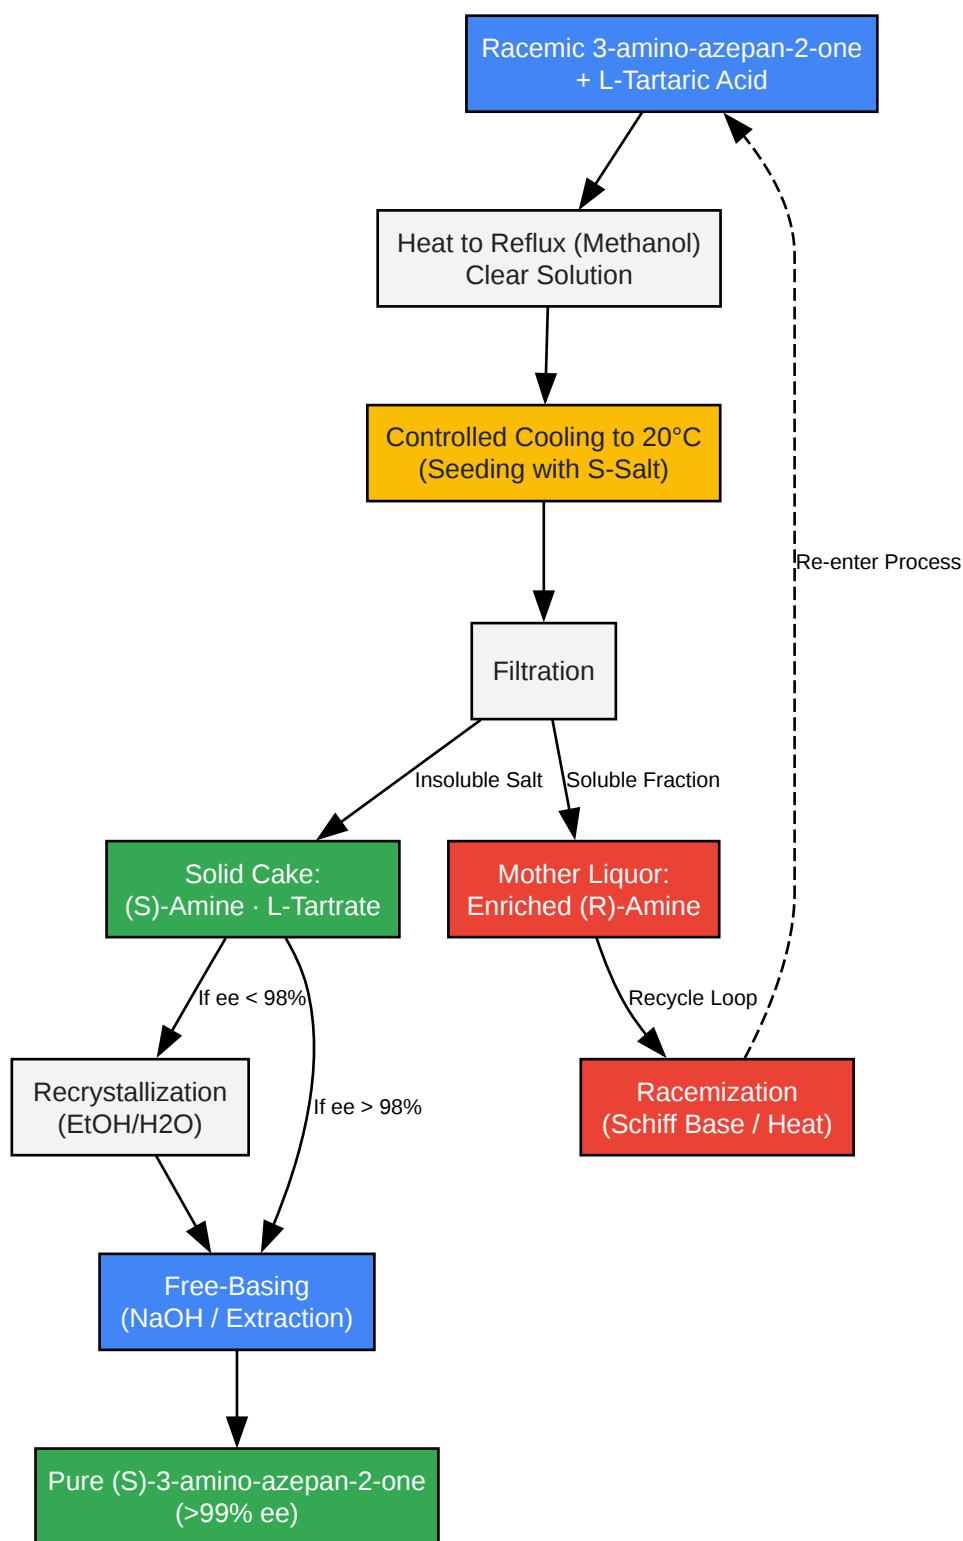 Racemic 3-amino-azepan-2-one
+ L-Tartaric Acid
Heat to Reflux (Methanol)
Clear Solution
Controlled Cooling to 20°C
(Seeding with S-Salt)
Re-enter Process
Filtration
Insoluble Salt
Soluble Fraction
Solid Cake:
(S)-Amine · L-Tartrate
Mother Liquor:
Enriched (R)-Amine
If ee < 98%
Recycle Loop
Recrystallization
(EtOH/H2O)
If ee > 98%
Racemization
(Schiff Base / Heat)
Free-Basing
(NaOH / Extraction)
Pure (S)-3-amino-azepan-2-one
(>99% ee)